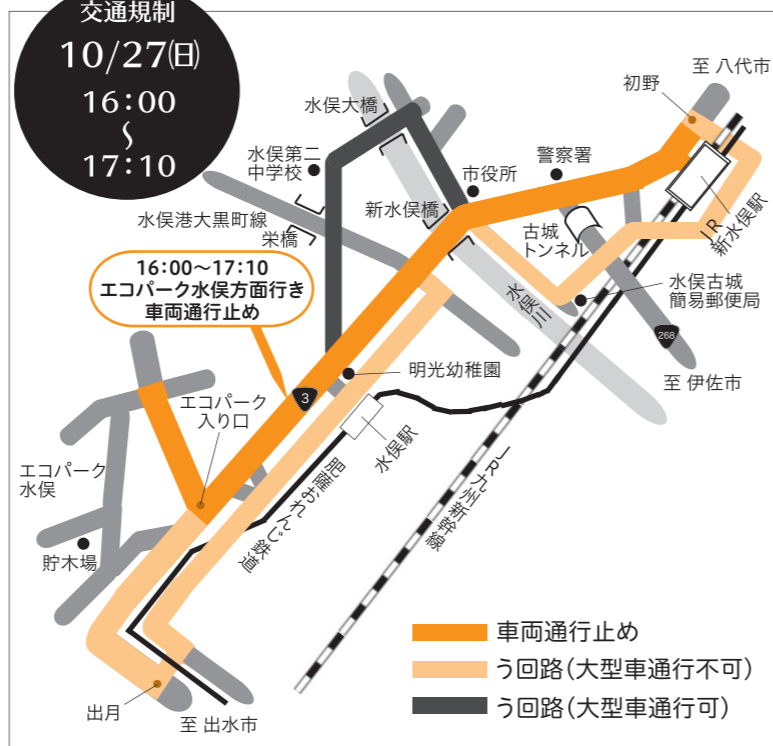 交通規制
10/27(日)
16:00
〜
17:10
至 八代市
初野
水俣大橋
水俣第二
中学校
市役所
警察署
新水俣橋
古城
トンネル
JR
新水俣駅
水俣港大黒町線
栄橋
16:00〜17:10
エコパーク水俣方面行き
車両通行止め
水俣川
水俣古城
簡易郵便局
268
至 伊佐市
明光幼稚園
3
エコパーク
入り口
水俣駅
エコパーク
水俣
肥薩おれんじ鉄道
JR九州新幹線
貯木場
出月
至 出水市
車両通行止め
う回路(大型車通行不可)
う回路(大型車通行可)